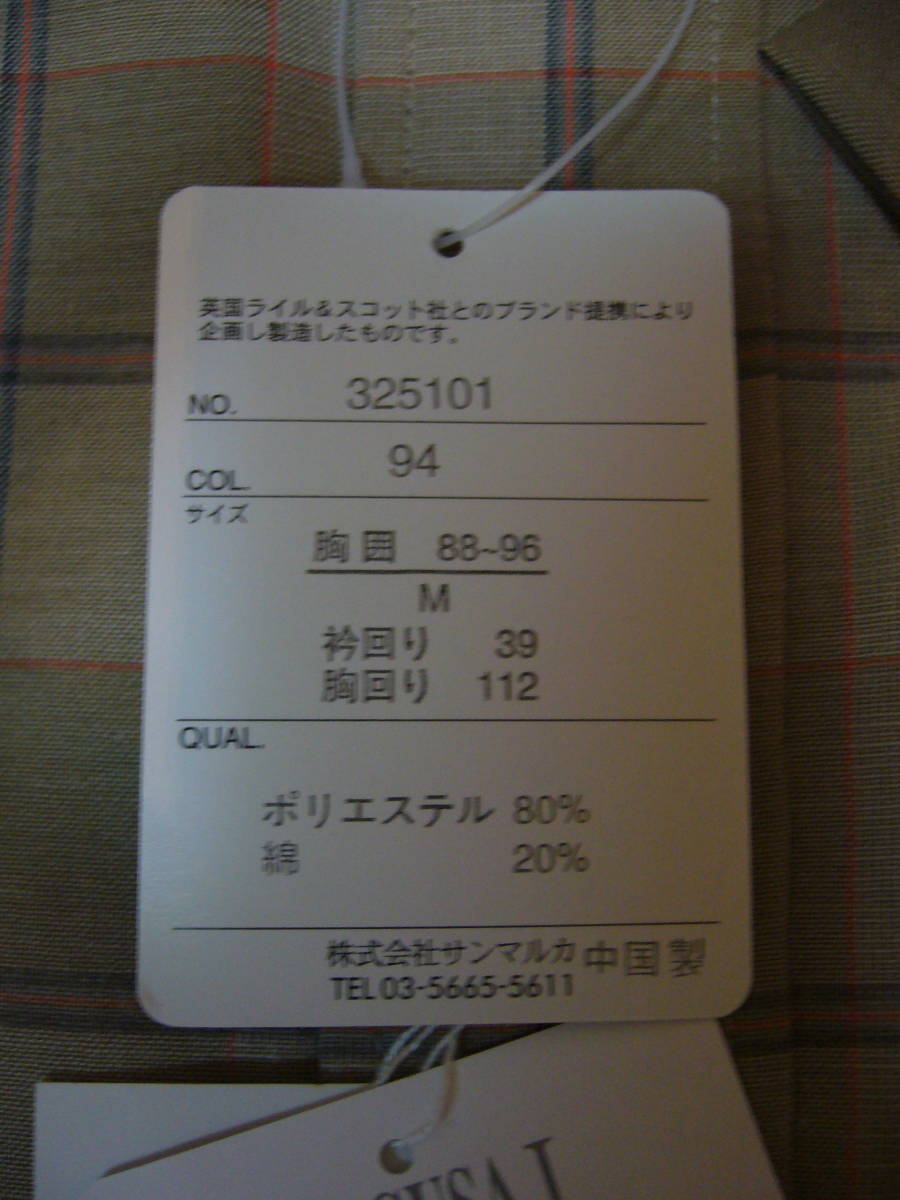 英国ライル&スコット社とのブランド提携により
企画し製造したものです。
NO. 325101
COL. 94
サイズ
胸囲 88~96
M
衿回り 39
胸回り 112
QUAL.
ポリエステル 80%
綿 20%
株式会社サンマルカ 中国製
TEL 03-5665-5611